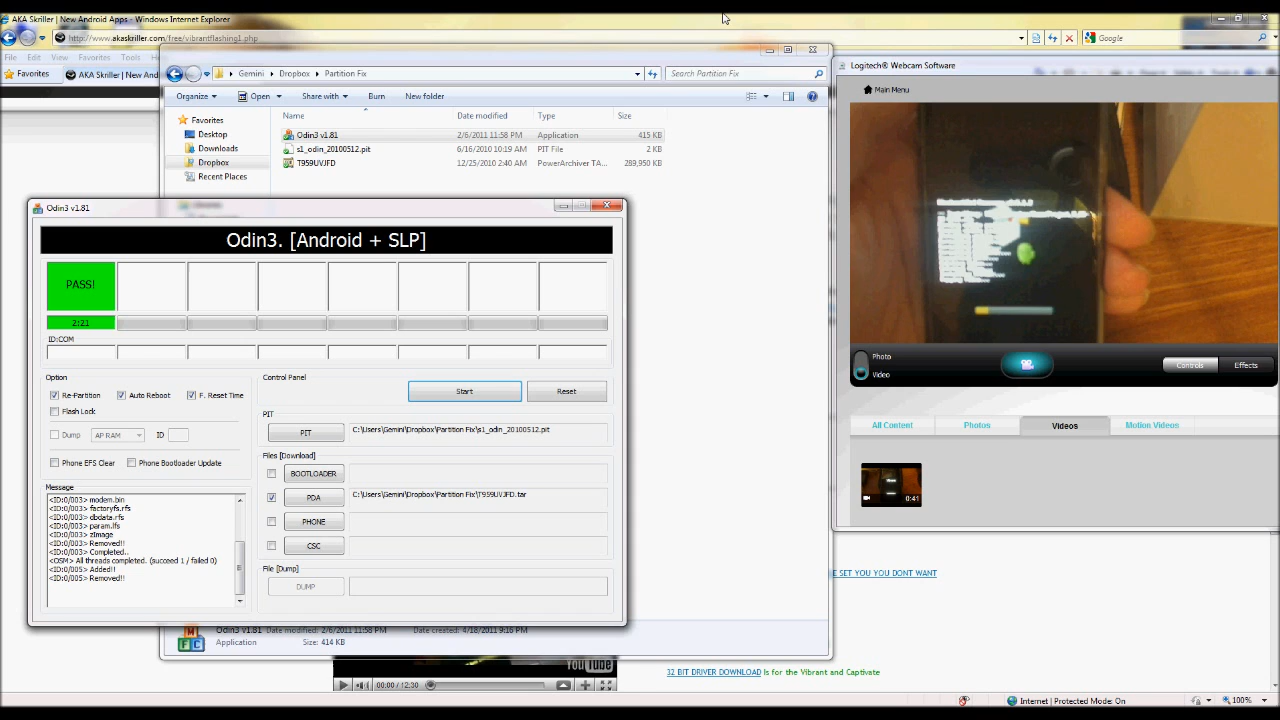 AKA Skriller | New Android Apps - Windows Internet Explorer
http://www.akaskriller.com/free/vibrantflashing1.php
Google
File Edit View Favorites Tools
Favorites
AKA Skriller | New And
Gemini Dropbox Partition Fix
Search Partition Fix
Organize Open Share with Burn New folder
Favorites
Desktop
Downloads
Dropbox
Recent Places
Name Date modified Type Size
Odin3 v1.81 2/6/2011 11:58 PM Application 415 KB
s1_odin_20100512.pit 6/16/2010 10:19 AM PIT File 2 KB
T959UVJFD 12/25/2010 2:40 AM PowerArchiver TA... 289,950 KB
Odin3 v1.81
Odin3. [Android + SLP]
PASS!
2:21
ID:COM
Option
Re-Partition Auto Reboot F. Reset Time
Flash Lock
Dump AP RAM ID
Phone EFS Clear Phone Bootloader Update
Message
<ID:0/003> modem.bin
<ID:0/003> factoryfs.rfs
<ID:0/003> dbdata.rfs
<ID:0/003> param.lfs
<ID:0/003> zImage
<ID:0/003> Removed!!
<ID:0/003> Completed..
<OSM> All threads completed. (succeed 1 / failed 0)
<ID:0/005> Added!!
<ID:0/005> Removed!!
Control Panel
Start Reset
PIT
PIT C:\Users\Gemini\Dropbox\Partition Fix\s1_odin_20100512.pit
Files [Download]
BOOTLOADER
PDA C:\Users\Gemini\Dropbox\Partition Fix\T959UVJFD.tar
PHONE
CSC
File [Dump]
DUMP
Odin3 v1.81 Date modified: 2/6/2011 11:58 PM Date created: 4/18/2011 9:16 PM
Application Size: 414 KB
Logitech® Webcam Software
Main Menu
Photo
Video
Controls Effects
All Content Photos Videos Motion Videos
0:41
E SET YOU YOU DONT WANT
YouTube
00:00 / 12:30
32 BIT DRIVER DOWNLOAD Is for the Vibrant and Captivate
Internet | Protected Mode: On
100%